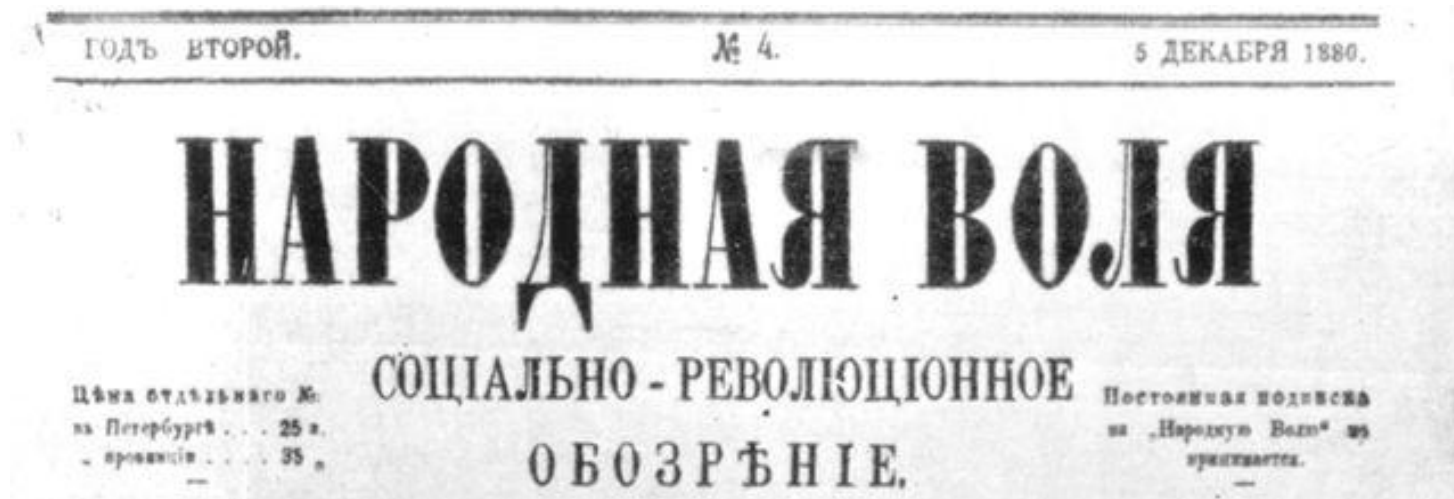 ГОДЪ ВТОРОЙ. № 4. 5 ДЕКАБРЯ 1880.
НАРОДНАЯ ВОЛЯ
СОЦІАЛЬНО - РЕВОЛЮЦІОННОЕ
ОБОЗРѢНІЕ.
Цѣна отдѣльнаго №:
въ Петербургѣ . . . 25 к.
„ провинціи . . . . 35 „
Постоянная подписка
на „Народную Волю“ не
принимается.